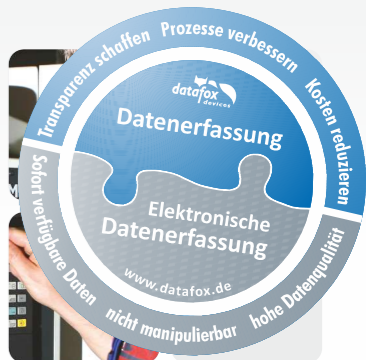 Transparenz schaffen Prozesse verbessern Kosten reduzieren
datafox
devices
Datenerfassung
Elektronische
Datenerfassung
www.datafox.de
Sofort verfügbare Daten nicht manipulierbar hohe Datenqualität